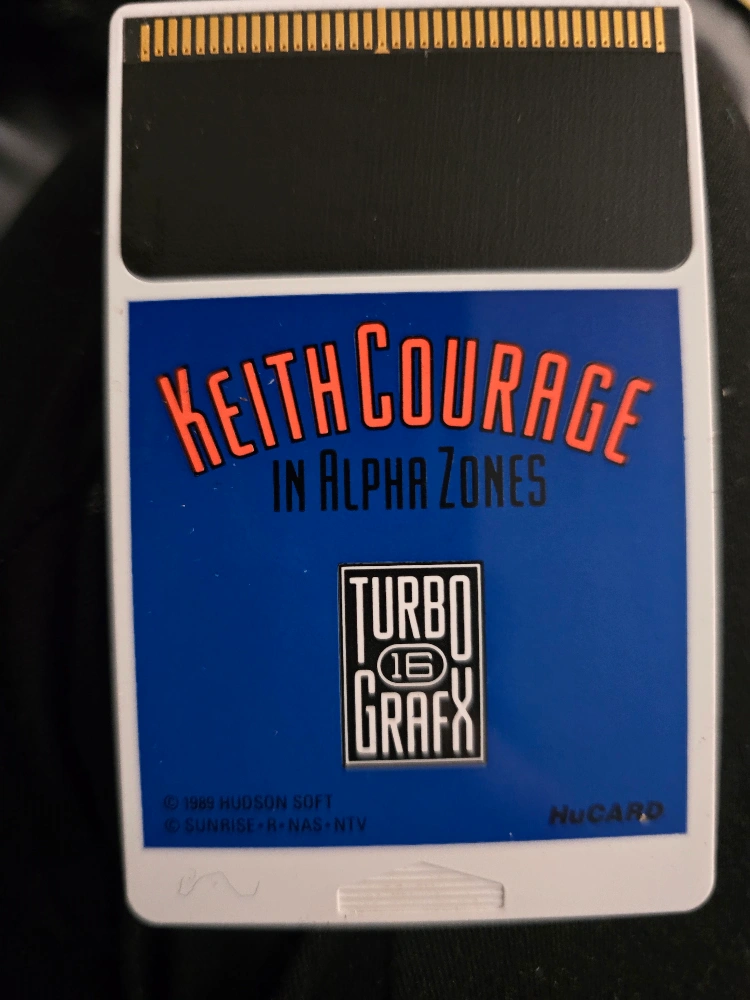 KEITH COURAGE
IN ALPHA ZONES
TURBO
16
GRAFX
© 1989 HUDSON SOFT
© SUNRISE・R・NAS・NTV
HuCARD